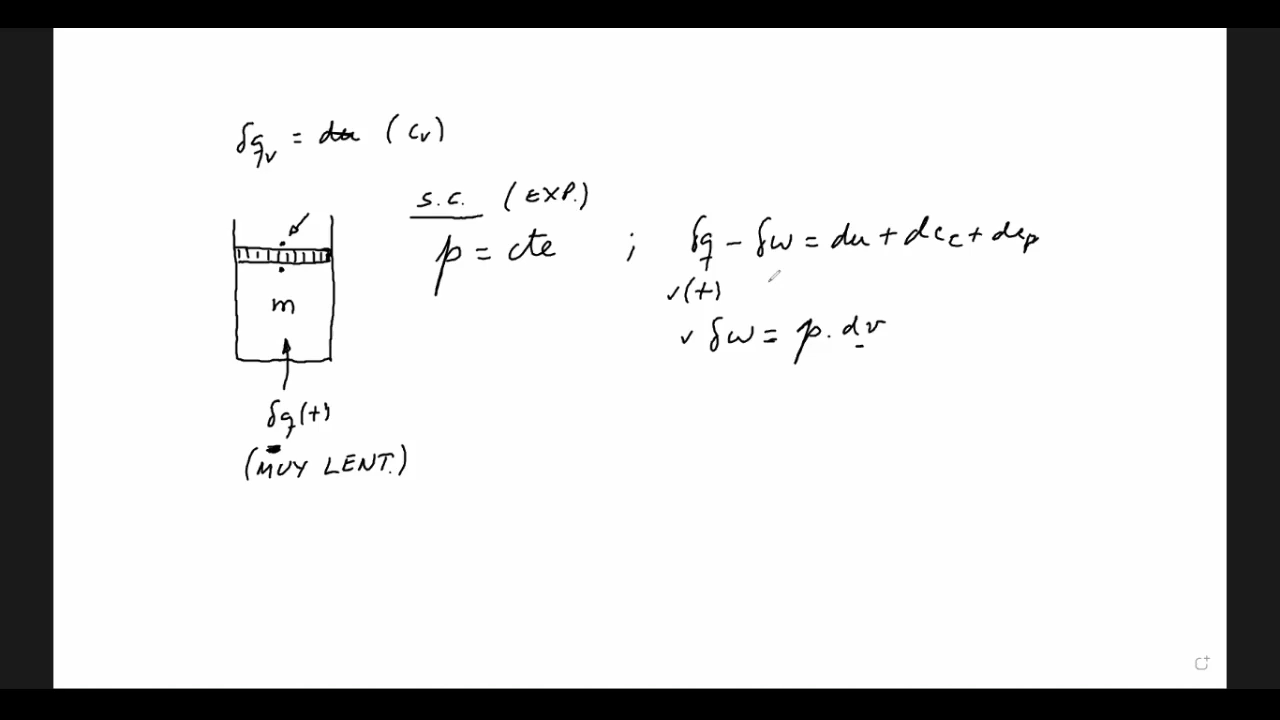 δq_v = du (c_v)
s.c. (EXP.)
p = cte ; δq - δw = du + de_c + de_p
✓(+)
✓ δw = p. dv
m
δq(+)
(MUY LENT.)